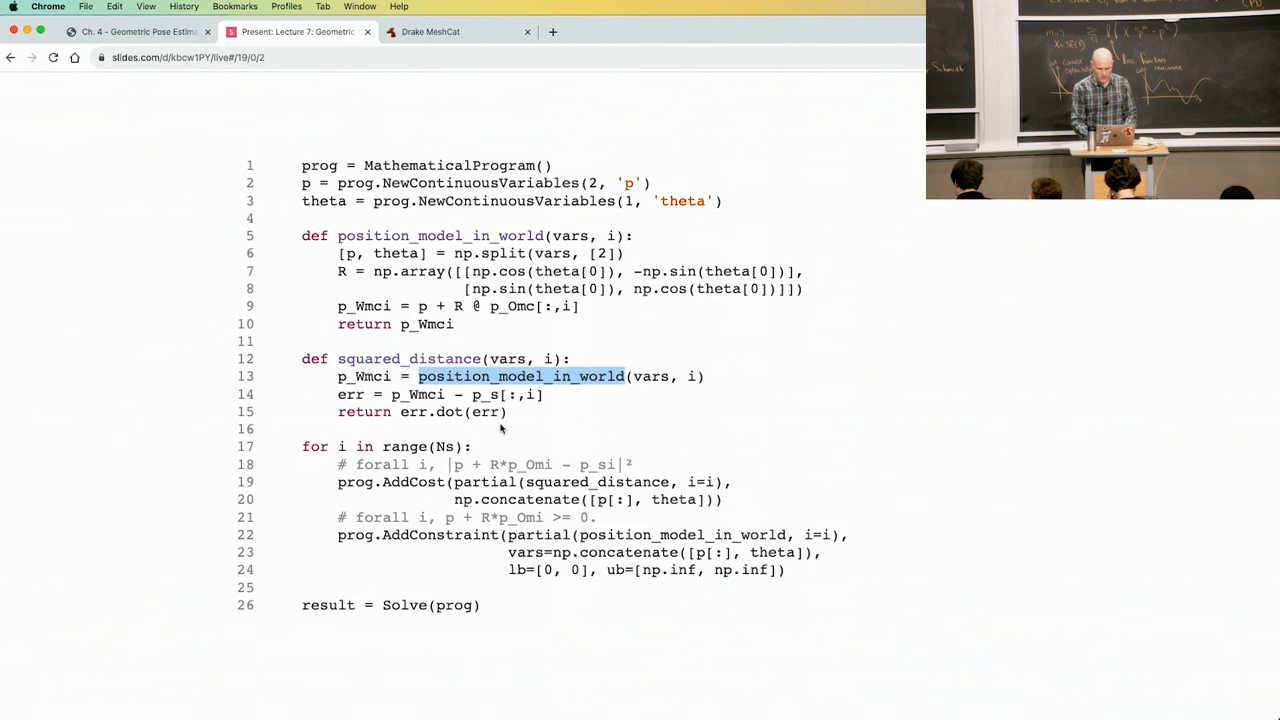 Chrome File Edit View History Bookmarks Profiles Tab Window Help
Ch. 4 - Geometric Pose Estima
Present: Lecture 7: Geometric
Drake MeshCat
slides.com/d/kbcw1PY/live#/19/0/2
1 prog = MathematicalProgram()
2 p = prog.NewContinuousVariables(2, 'p')
3 theta = prog.NewContinuousVariables(1, 'theta')
4
5 def position_model_in_world(vars, i):
6 [p, theta] = np.split(vars, [2])
7 R = np.array([[np.cos(theta[0]), -np.sin(theta[0])],
8 [np.sin(theta[0]), np.cos(theta[0])]])
9 p_Wmci = p + R @ p_Omc[:,i]
10 return p_Wmci
11
12 def squared_distance(vars, i):
13 p_Wmci = position_model_in_world(vars, i)
14 err = p_Wmci - p_s[:,i]
15 return err.dot(err)
16
17 for i in range(Ns):
18 # forall i, |p + R*p_Omi - p_si|²
19 prog.AddCost(partial(squared_distance, i=i),
20 np.concatenate([p[:], theta]))
21 # forall i, p + R*p_Omi >= 0.
22 prog.AddConstraint(partial(position_model_in_world, i=i),
23 vars=np.concatenate([p[:], theta]),
24 lb=[0, 0], ub=[np.inf, np.inf])
25
26 result = Solve(prog)
min
loss function